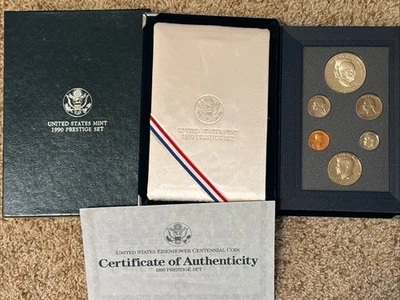 UNITED STATES MINT
1990 PRESTIGE SET
UNITED STATES MINT
1990 PRESTIGE SET
UNITED STATES EISENHOWER CENTENNIAL COIN
Certificate of Authenticity
1990 PRESTIGE SET